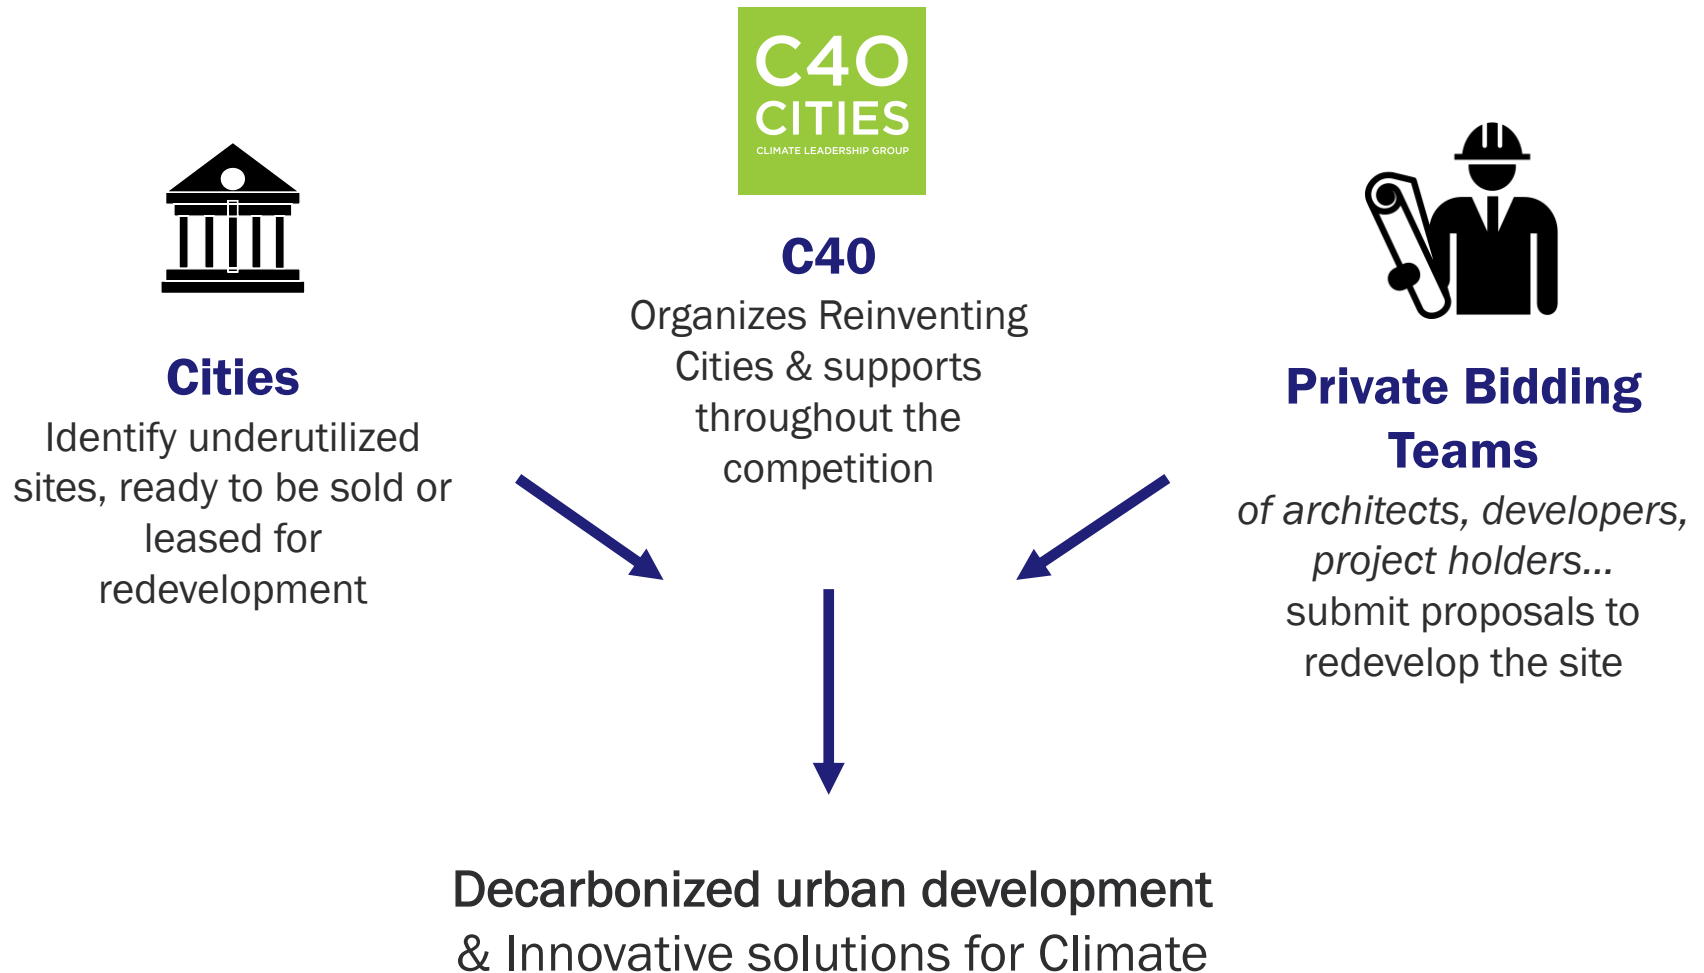 C40
CITIES
CLIMATE LEADERSHIP GROUP
C40
Organizes Reinventing
Cities & supports
throughout the
competition
Cities
Identify underutilized
sites, ready to be sold or
leased for
redevelopment
Private Bidding
Teams
of architects, developers,
project holders...
submit proposals to
redevelop the site
Decarbonized urban development
& Innovative solutions for Climate